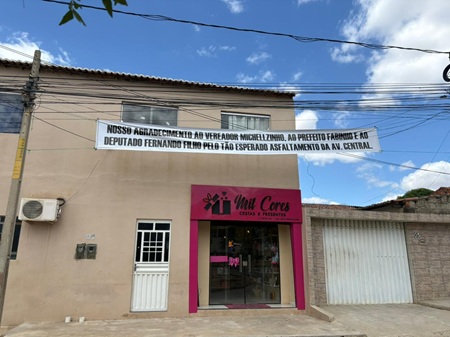 NOSSO AGRADECIMENTO AO VEREADOR MICHELLZINHO, AO PREFEITO FABINHO E AO
DEPUTADO FERNANDO FILHO PELO TÃO ESPERADO ASFALTAMENTO DA AV. CENTRAL.
Mil Cores
CESTAS E PRESENTES